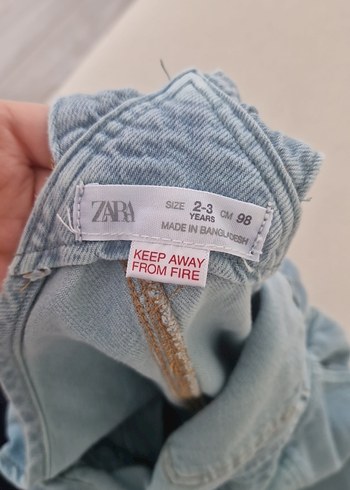 ZARA
SIZE 2-3 YEARS CM 98
MADE IN BANGLADESH
KEEP AWAY
FROM FIRE